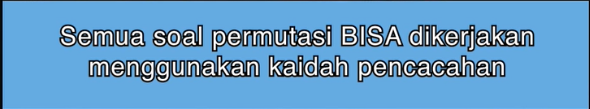 Semua soal permutasi BISA dikerjakan
menggunakan kaidah pencacahan